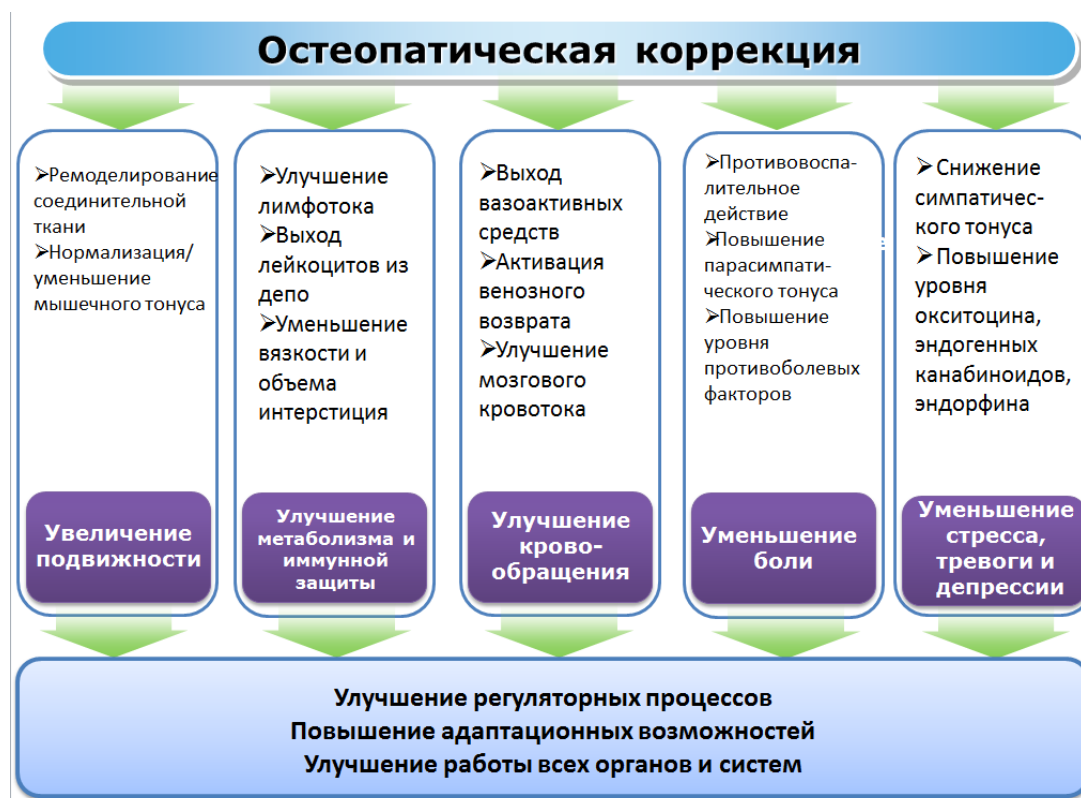 Остеопатическая коррекция
➢Ремоделирование
соединительной
ткани
➢Нормализация/
уменьшение
мышечного тонуса
Увеличение
подвижности
➢Улучшение
лимфотока
➢Выход
лейкоцитов из
депо
➢Уменьшение
вязкости и
объема
интерстиция
Улучшение
метаболизма и
иммунной
защиты
➢Выход
вазоактивных
средств
➢Активация
венозного
возврата
➢Улучшение
мозгового
кровотока
Улучшение
крово-
обращения
➢Противовоспа-
лительное
действие
➢Повышение
парасимпати-
ческого тонуса
➢Повышение
уровня
противоболевых
факторов
Уменьшение
боли
➢ Снижение
симпатичес-
кого тонуса
➢ Повышение
уровня
окситоцина,
эндогенных
канабиноидов,
эндорфина
Уменьшение
стресса,
тревоги и
депрессии
Улучшение регуляторных процессов
Повышение адаптационных возможностей
Улучшение работы всех органов и систем